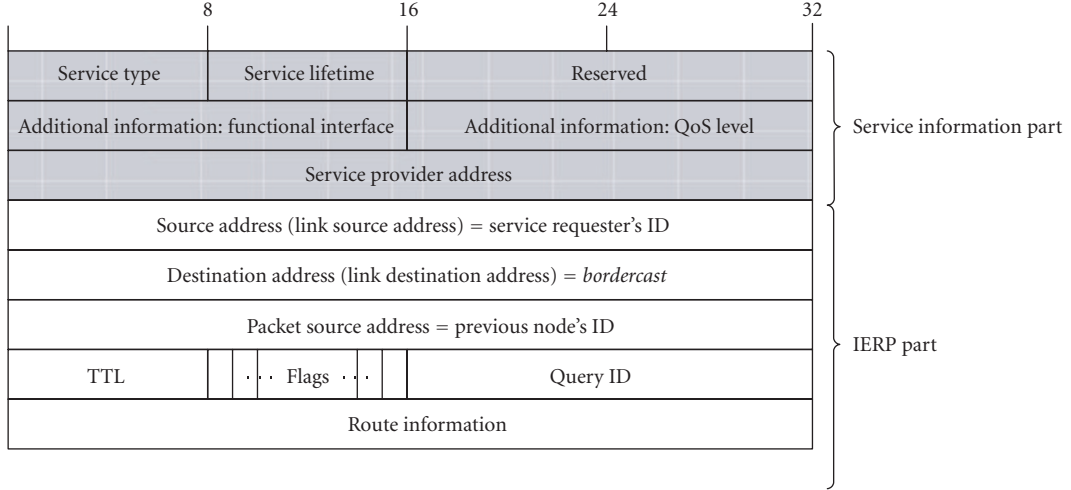 8 16 24 32
Service type Service lifetime Reserved
Additional information: functional interface Additional information: QoS level
Service information part
Service provider address
Source address (link source address) = service requester's ID
Destination address (link destination address) = bordercast
Packet source address = previous node's ID
IERP part
TTL · · · Flags · · · Query ID
Route information